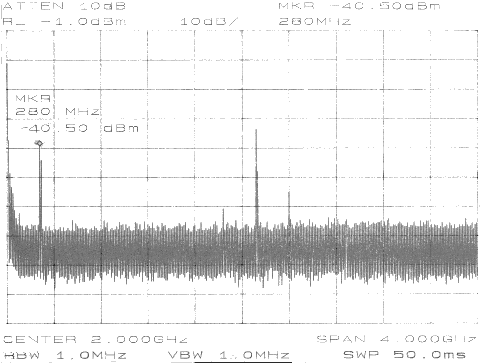 ATTEN 10dB MKR -40.50dBm
RL -1.0dBm 10dB/ 280MHz
MKR
280 MHz
-40.50 dBm
CENTER 2.000GHz SPAN 4.000GHz
RBW 1.0MHz VBW 1.0MHz SWP 50.0ms